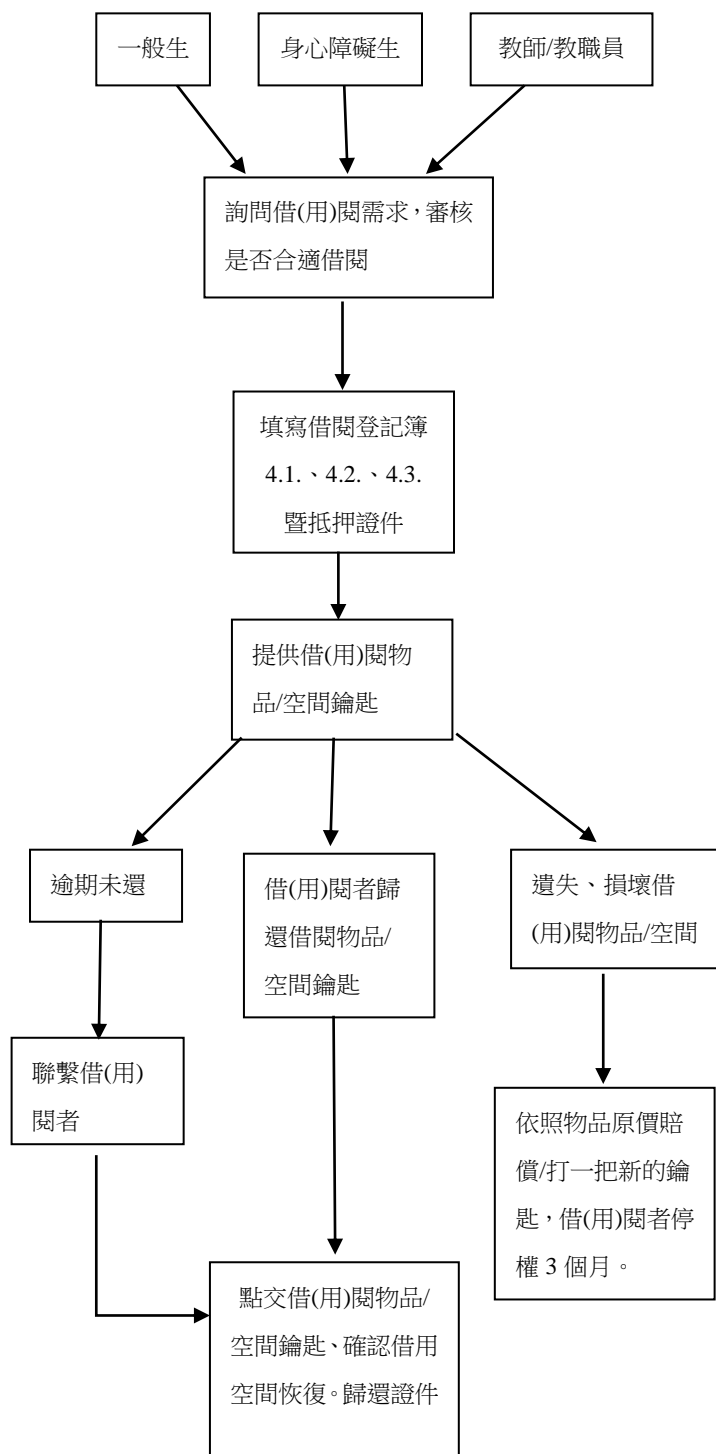 一般生
身心障礙生
教師/教職員
詢問借(用)閱需求，審核
是否合適借閱
填寫借閱登記簿
4.1.、4.2.、4.3.
暨抵押證件
提供借(用)閱物
品/空間鑰匙
逾期未還
借(用)閱者歸
還借閱物品/
空間鑰匙
遺失、損壞借
(用)閱物品/空間
聯繫借(用)
閱者
依照物品原價賠
償/打一把新的鑰
匙，借(用)閱者停
權 3 個月。
點交借(用)閱物品/
空間鑰匙、確認借用
空間恢復。歸還證件